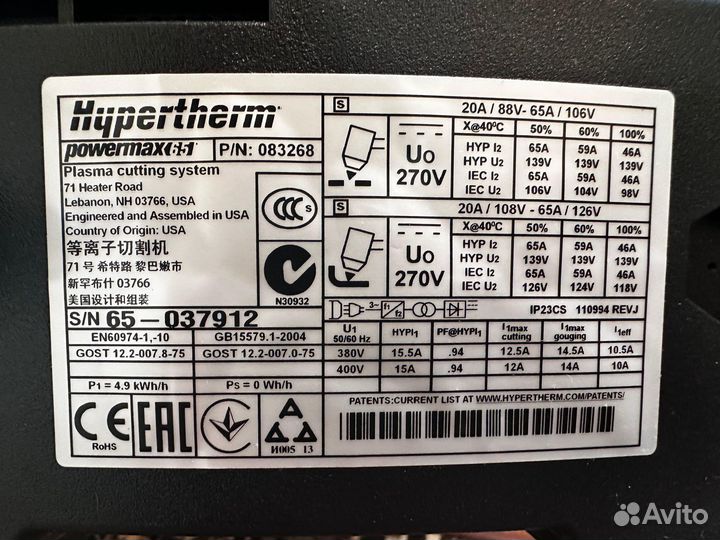 Hypertherm
powermax65 P/N: 083268
Plasma cutting system
71 Heater Road
Lebanon, NH 03766, USA
Engineered and Assembled in USA
Country of Origin: USA
等离子切割机
71 号 希特路 黎巴嫩市
新罕布什 03766
美国设计和组装
CCC S
N30932
S/N 65-037912
EN60974-1,-10 GB15579.1-2004
GOST 12.2-007.8-75 GOST 12.2-007.0-75
P1 = 4.9 kWh/h PS = 0 Wh/h
CE EAC
RoHS
И005 13
S 20A / 88V- 65A / 106V
X@40°C 50% 60% 100%
HYP I2 65A 59A 46A
HYP U2 139V 139V 139V
IEC I2 65A 59A 46A
IEC U2 106V 104V 98V
UO
270V
S 20A / 108V - 65A / 126V
X@40°C 50% 60% 100%
HYP I2 65A 59A 46A
HYP U2 139V 139V 139V
IEC I2 65A 59A 46A
IEC U2 126V 124V 118V
UO
270V
3~ f1 f2 IP23CS 110994 REVJ
U1 50/60 Hz HYPI1 PF@HYPI1 I1max cutting I1max gouging I1eff
380V 15.5A .94 12.5A 14.5A 10.5A
400V 15A .94 12A 14A 10A
PATENTS:CURRENT LIST AT WWW.HYPERTHERM.COM/PATENTS/
Avito